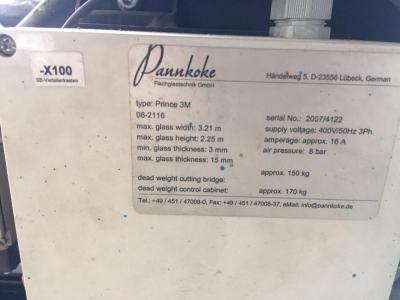 -X100
SB-Verteilerkasten
Pannkoke
Flachglastechnik GmbH
Händelweg 5, D-23556 Lübeck, German
type: Prince 3M
06-2116
serial No.: 2007/4122
max. glass width: 3.21 m
supply voltage: 400V/50Hz 3Ph.
max. glass height: 2.25 m
amperage: approx. 16 A
min. glass thickness: 3 mm
air pressure: 8 bar
max. glass thickness: 15 mm
dead weight cutting bridge: approx. 150 kg
dead weight control cabinet: approx. 170 kg
Tel.: +49 / 451 / 47008-0, Fax: +49 / 451 / 47008-37, eMail: info@pannkoke.de